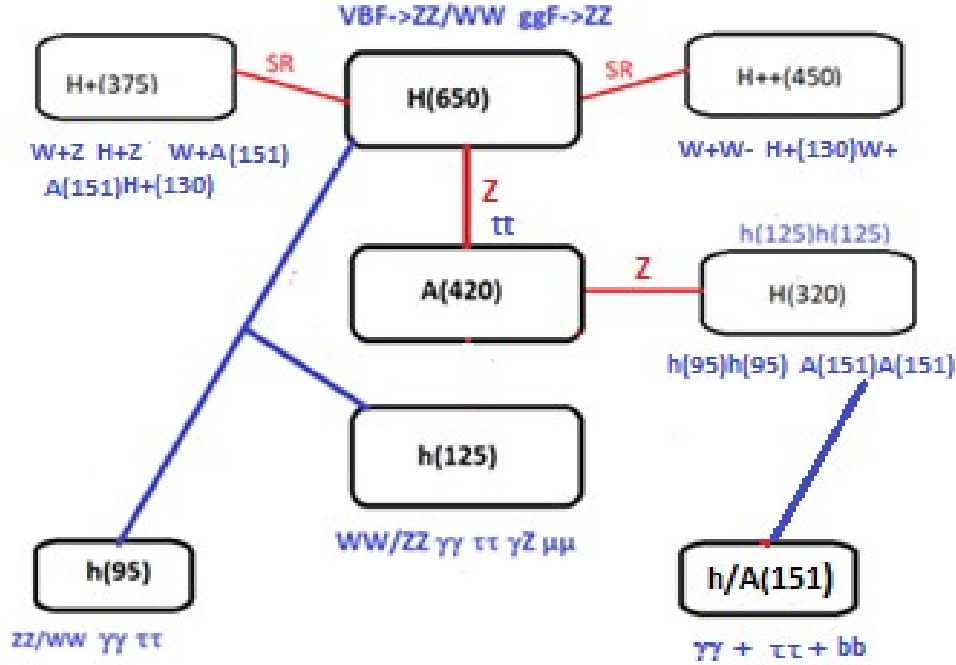 VBF->ZZ/WW ggF->ZZ
H+(375)
SR
H(650)
SR
H++(450)
W+Z H+Z W+A(151)
A(151)H+(130)
W+W- H+(130)W+
Z
ττ
h(125)h(125)
A(420)
Z
H(320)
h(95)h(95) A(151)A(151)
h(125)
WW/ZZ γγ ττ γZ μμ
h(95)
h/A(151)
ZZ/WW γγ ττ
γγ + ττ + bb